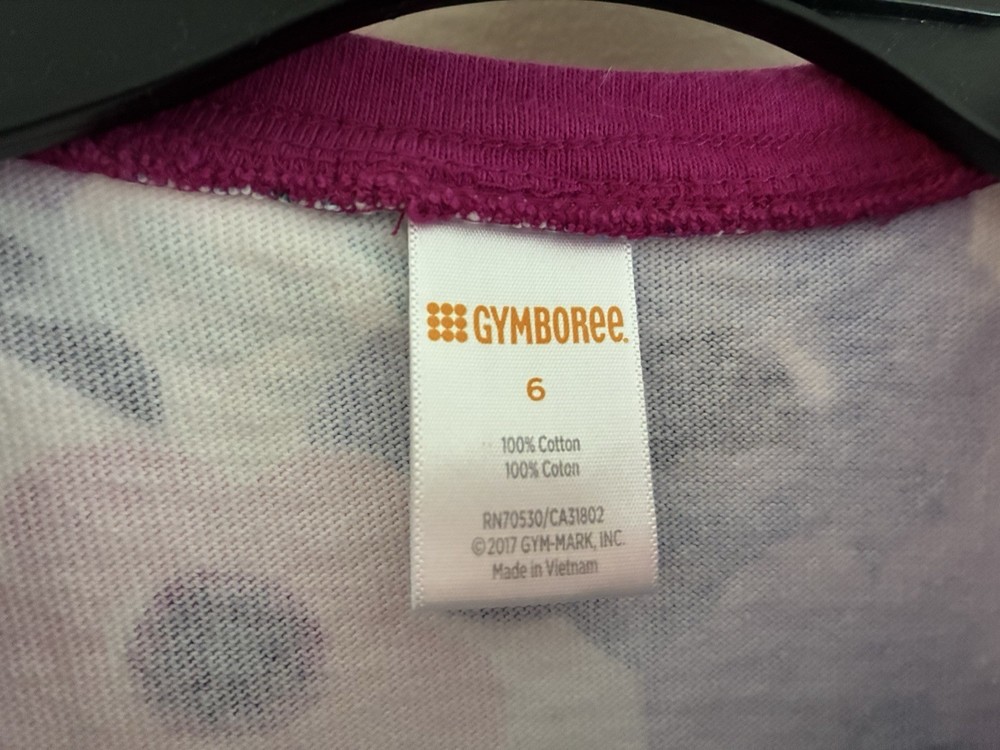 GYMBOREE.
6
100% Cotton
100% Coton
RN70530/CA31802
©2017 GYM-MARK, INC.
Made in Vietnam